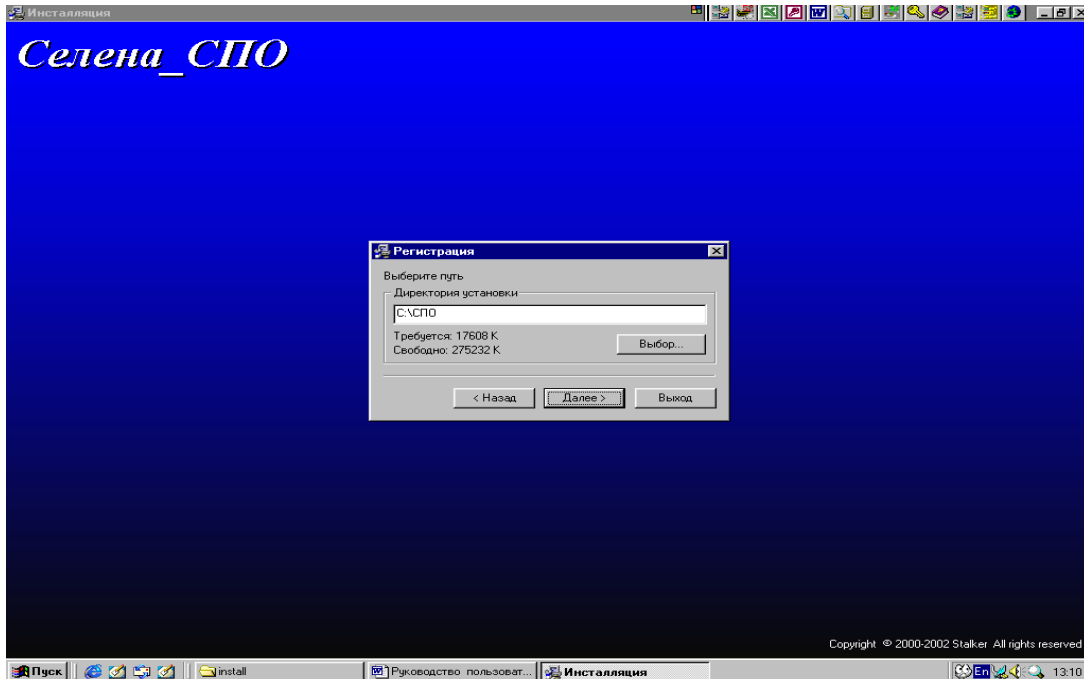 Инсталляция
Селена_СПО
Регистрация
Выберите путь
Директория установки
C:\СПО
Требуется: 17608 K
Свободно: 275232 K
Выбор...
< Назад
Далее >
Выход
Copyright © 2000-2002 Stalker All rights reserved
Пуск
install
Руководство пользоват...
Инсталляция
En
13:10